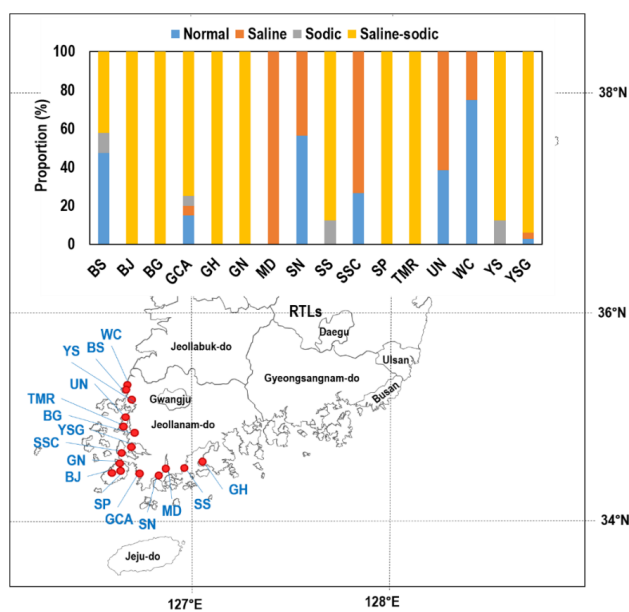 Normal Saline Sodic Saline-sodic
Proportion (%)
100
80
60
40
20
0
BS BJ BG GCA GH GN MD SN SS SSC SP TMR UN WC YS YSG
RTLs
38°N
36°N
34°N
127°E 128°E
Daegu
Jeollabuk-do
Ulsan
Gyeongsangnam-do
Busan
Gwangju
Jeollanam-do
Jeju-do
WC
BS
YS
UN
TMR
BG
YSG
SSC
GN
BJ
SP
GCA
SN
MD
SS
GH